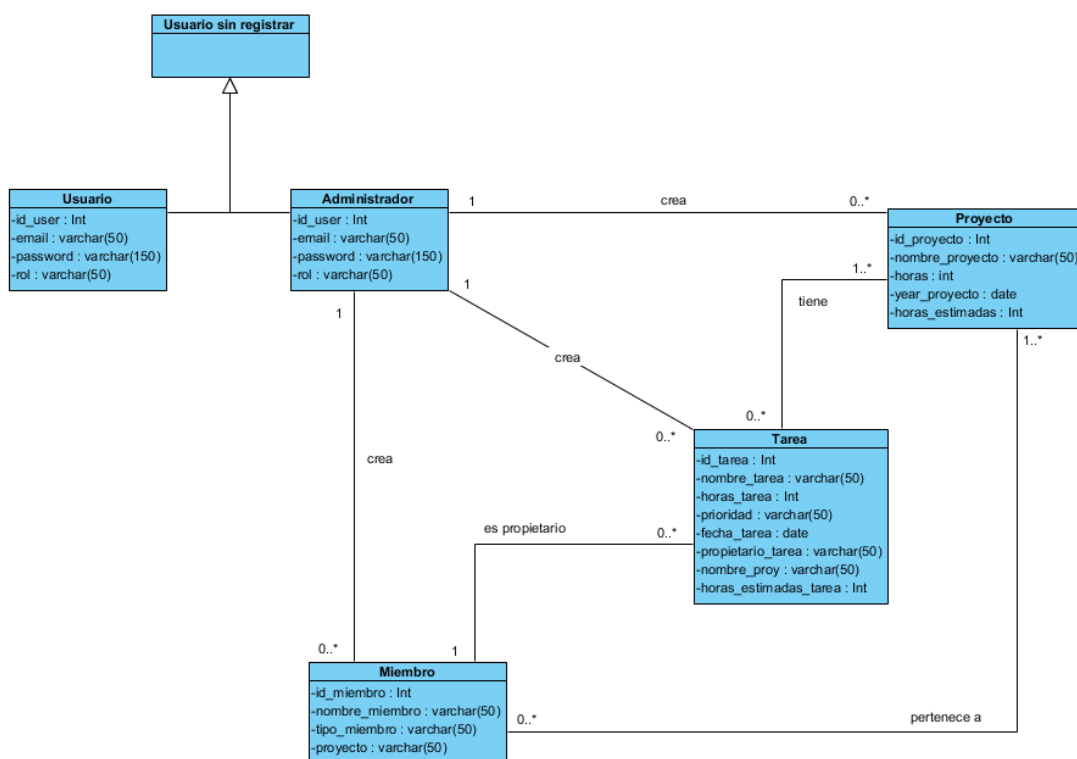 Usuario sin registrar
Usuario
-id_user : Int
-email : varchar(50)
-password : varchar(150)
-rol : varchar(50)
Administrador
-id_user : Int
-email : varchar(50)
-password : varchar(150)
-rol : varchar(50)
1
crea
0..*
Proyecto
-id_proyecto : Int
-nombre_proyecto : varchar(50)
-horas : int
-year_proyecto : date
-horas_estimadas : Int
1..*
tiene
0..*
1
crea
0..*
1
crea
0..*
1..*
pertenece a
0..*
Tarea
-id_tarea : Int
-nombre_tarea : varchar(50)
-horas_tarea : Int
-prioridad : varchar(50)
-fecha_tarea : date
-propietario_tarea : varchar(50)
-nombre_proy : varchar(50)
-horas_estimadas_tarea : Int
es propietario
0..*
1
Miembro
-id_miembro : Int
-nombre_miembro : varchar(50)
-tipo_miembro : varchar(50)
-proyecto : varchar(50)